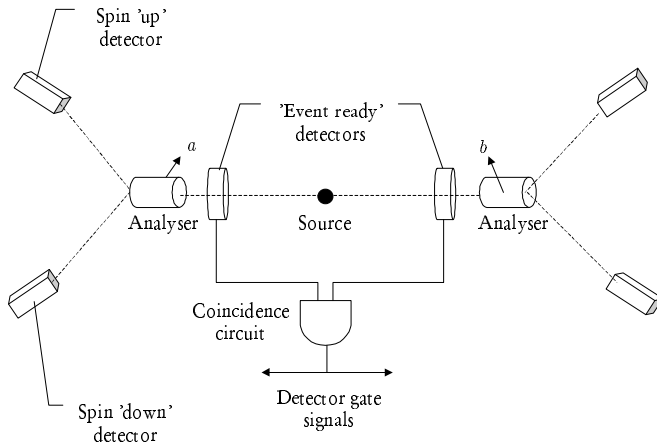 Spin 'up'
detector
'Event ready'
detectors
a
b
Analyser
Source
Analyser
Coincidence
circuit
Detector gate
signals
Spin 'down'
detector